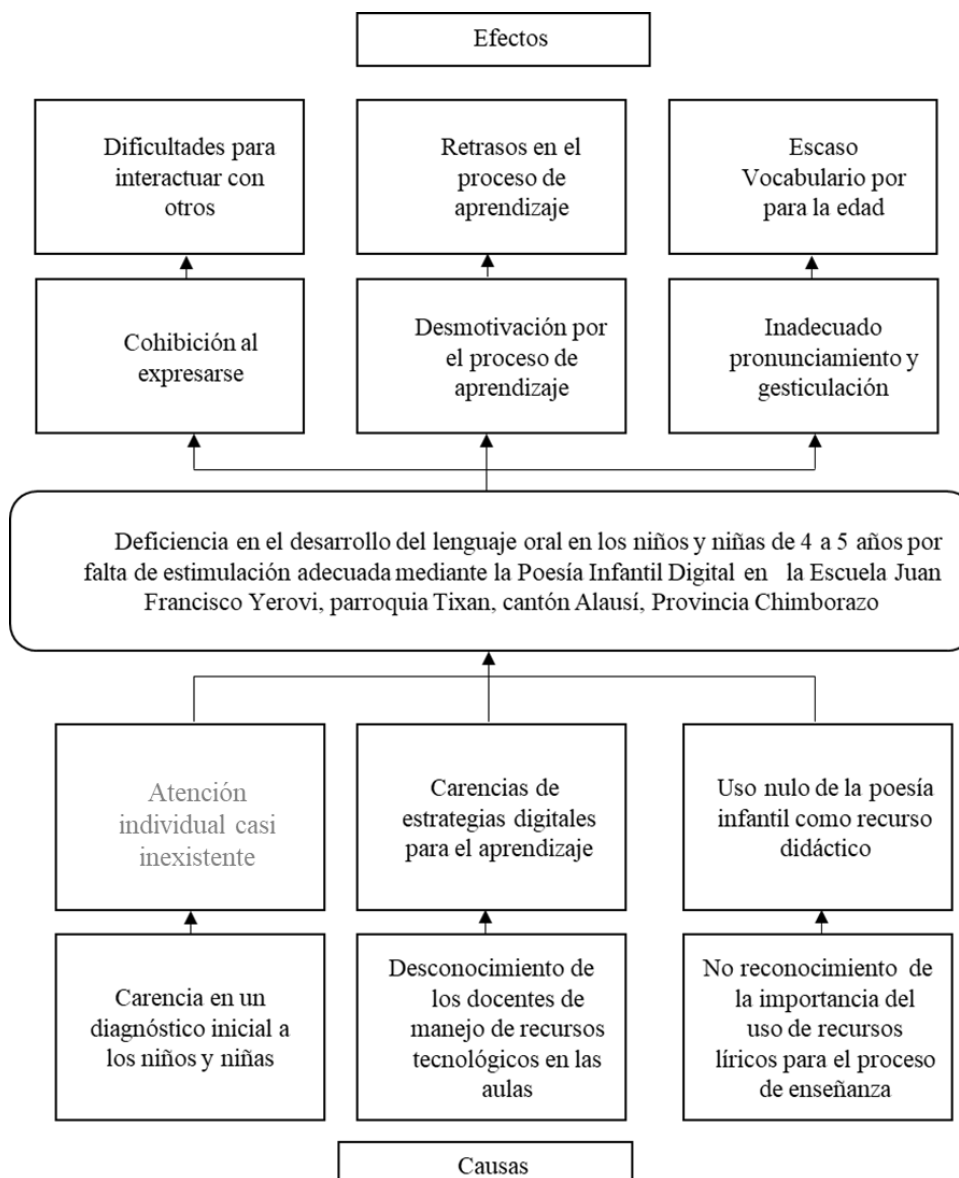 Efectos
Dificultades para
interactuar con
otros
Retrasos en el
proceso de
aprendizaje
Escaso
Vocabulario por
para la edad
Cohibición al
expresarse
Desmotivación por
el proceso de
aprendizaje
Inadecuado
pronunciamiento y
gesticulación
Deficiencia en el desarrollo del lenguaje oral en los niños y niñas de 4 a 5 años por
falta de estimulación adecuada mediante la Poesía Infantil Digital en la Escuela Juan
Francisco Yerovi, parroquia Tixan, cantón Alausí, Provincia Chimborazo
Atención
individual casi
inexistente
Carencias de
estrategias digitales
para el aprendizaje
Uso nulo de la poesía
infantil como recurso
didáctico
Carencia en un
diagnóstico inicial a
los niños y niñas
Desconocimiento de
los docentes de
manejo de recursos
tecnológicos en las
aulas
No reconocimiento de
la importancia del
uso de recursos
líricos para el proceso
de enseñanza
Causas